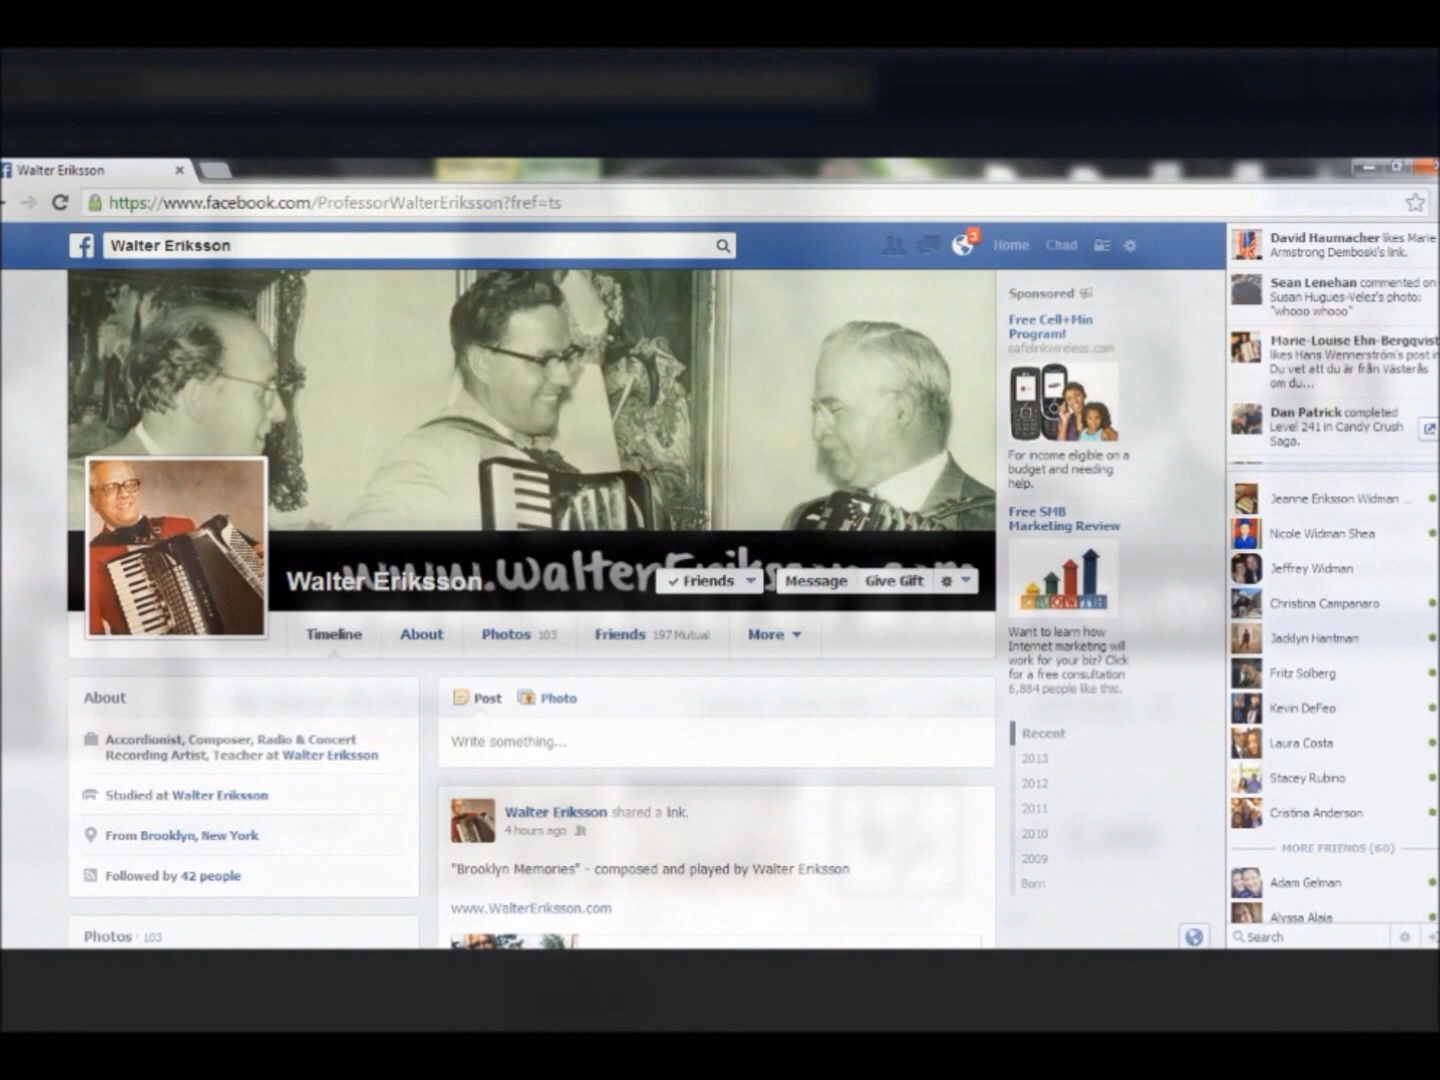 Walter Eriksson
https://www.facebook.com/ProfessorWalterEriksson?fref=ts
Walter Eriksson
3
Home
Chad
www.WalterEriksson.com
Walter Eriksson
Friends
Message
Give Gift
Timeline
About
Photos 103
Friends 197 Mutual
More
About
Accordionist, Composer, Radio & Concert
Recording Artist, Teacher at Walter Eriksson
Studied at Walter Eriksson
From Brooklyn, New York
Followed by 42 people
Photos · 103
Post
Photo
Write something...
Walter Eriksson shared a link.
4 hours ago
"Brooklyn Memories" - composed and played by Walter Eriksson
www.WalterEriksson.com
Sponsored
Free Cell+Min
Program!
safelinkwireless.com
For income eligible on a
budget and needing
help.
Free SMB
Marketing Review
GROWTH
Want to learn how
Internet marketing will
work for your biz? Click
for a free consultation
6,884 people like this.
Recent
2013
2012
2011
2010
2009
Born
David Haumacher likes Marie
Armstrong Demboski's link.
Sean Lenehan commented on
Susan Hugues-Velez's photo:
"whooo whooo"
Marie-Louise Ehn-Bergqvist
likes Hans Wennerström's post in
Du vet att du är från Västerås
om du...
Dan Patrick completed
Level 241 in Candy Crush
Saga.
Jeanne Eriksson Widman ...
Nicole Widman Shea
Jeffrey Widman
Christina Campanaro
Jacklyn Hantman
Fritz Solberg
Kevin DeFeo
Laura Costa
Stacey Rubino
Cristina Anderson
MORE FRIENDS (60)
Adam Gelman
Alyssa Alaia
Search